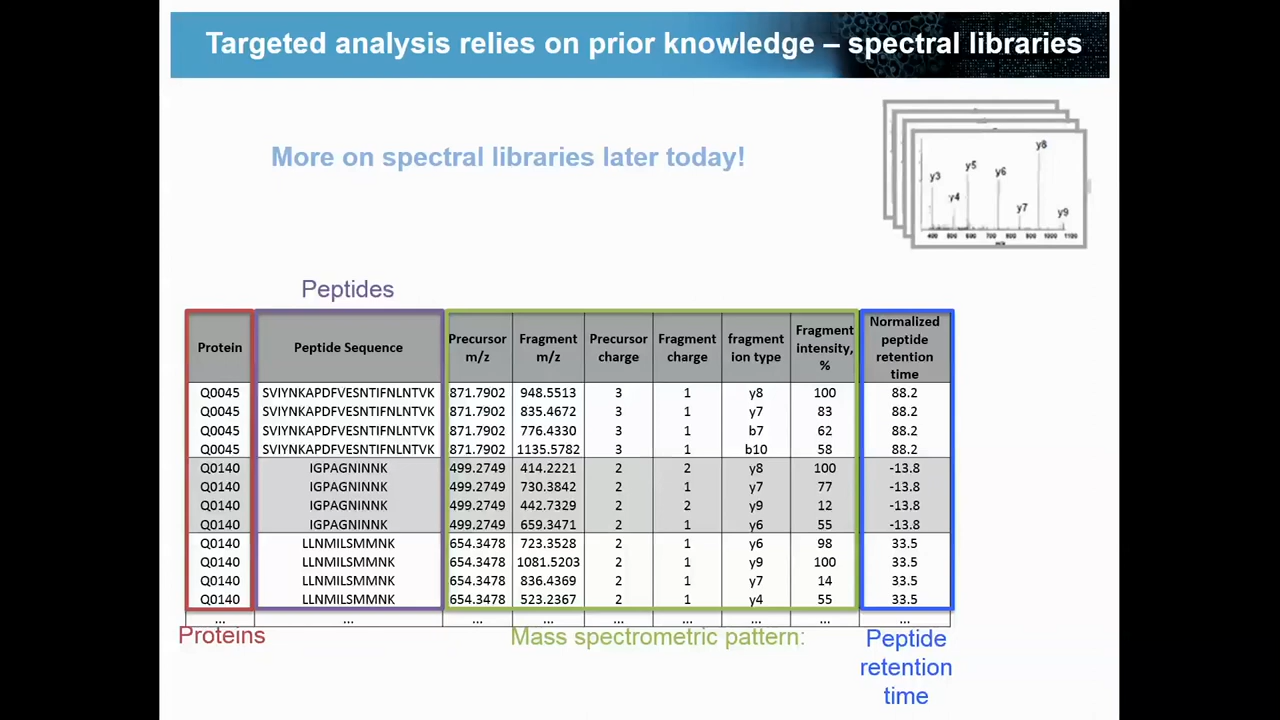 Targeted analysis relies on prior knowledge – spectral libraries
More on spectral libraries later today!
y3 y4 y5 y6 y7 y8 y9
400 500 600 700 800 900 1000 1100
Peptides
Protein | Peptide Sequence | Precursor m/z | Fragment m/z | Precursor charge | Fragment charge | fragment ion type | Fragment intensity, % | Normalized peptide retention time
Q0045 SVIYNKAPDFVESNTIFNLNTVK 871.7902 948.5513 3 1 y8 100 88.2
Q0045 SVIYNKAPDFVESNTIFNLNTVK 871.7902 835.4672 3 1 y7 83 88.2
Q0045 SVIYNKAPDFVESNTIFNLNTVK 871.7902 776.4330 3 1 b7 62 88.2
Q0045 SVIYNKAPDFVESNTIFNLNTVK 871.7902 1135.5782 3 1 b10 58 88.2
Q0140 IGPAGNINNK 499.2749 414.2221 2 2 y8 100 -13.8
Q0140 IGPAGNINNK 499.2749 730.3842 2 1 y7 77 -13.8
Q0140 IGPAGNINNK 499.2749 442.7329 2 2 y9 12 -13.8
Q0140 IGPAGNINNK 499.2749 659.3471 2 1 y6 55 -13.8
Q0140 LLNMILSMMNK 654.3478 723.3528 2 1 y6 98 33.5
Q0140 LLNMILSMMNK 654.3478 1081.5203 2 1 y9 100 33.5
Q0140 LLNMILSMMNK 654.3478 836.4369 2 1 y7 14 33.5
Q0140 LLNMILSMMNK 654.3478 523.2367 2 1 y4 55 33.5
... ... ... ... ... ... ... ... ...
Proteins
Mass spectrometric pattern:
Peptide
retention
time